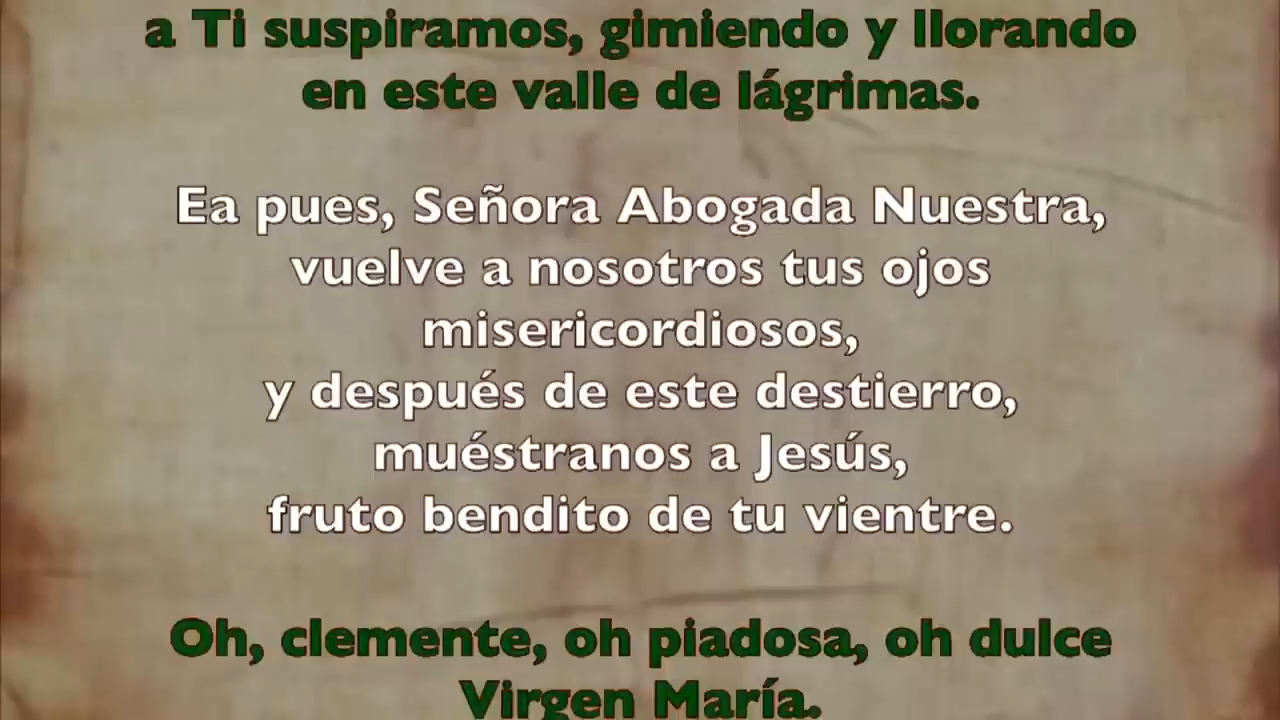 a Ti suspiramos, gimiendo y llorando
en este valle de lágrimas.
Ea pues, Señora Abogada Nuestra,
vuelve a nosotros tus ojos
misericordiosos,
y después de este destierro,
muéstranos a Jesús,
fruto bendito de tu vientre.
Oh, clemente, oh piadosa, oh dulce
Virgen María.